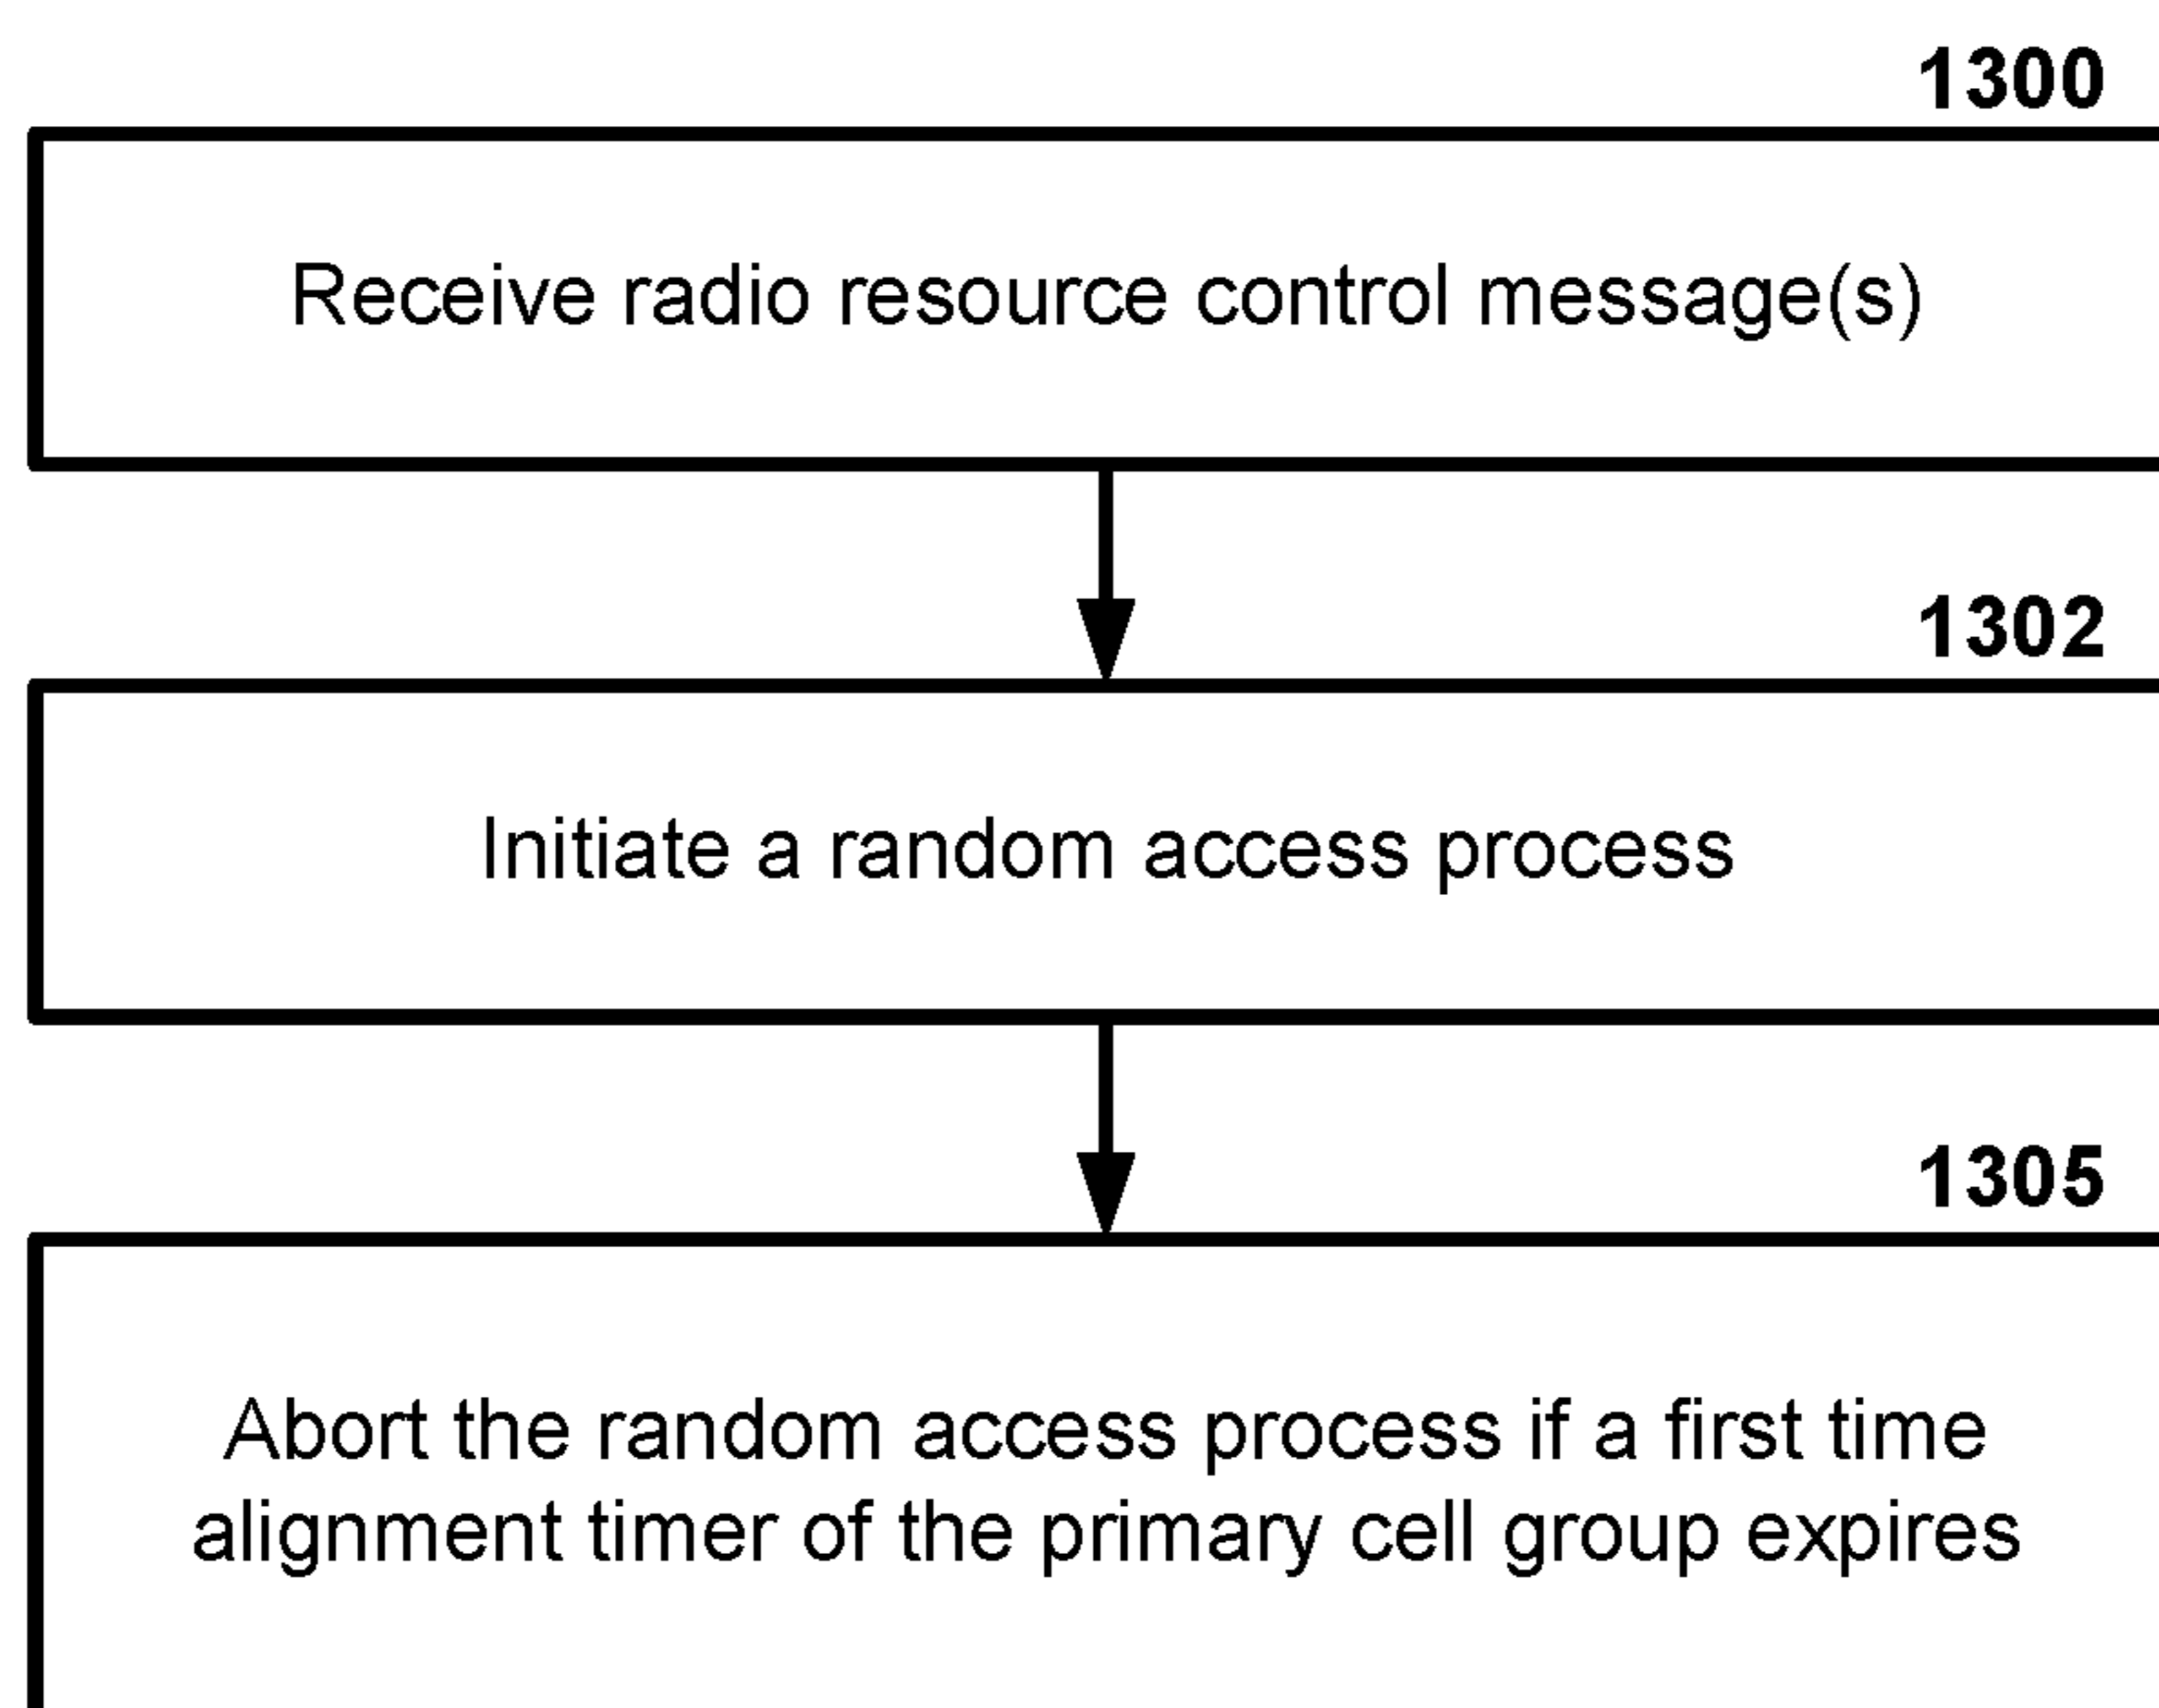 1300
Receive radio resource control message(s)
1302
Initiate a random access process
1305
Abort the random access process if a first time
alignment timer of the primary cell group expires